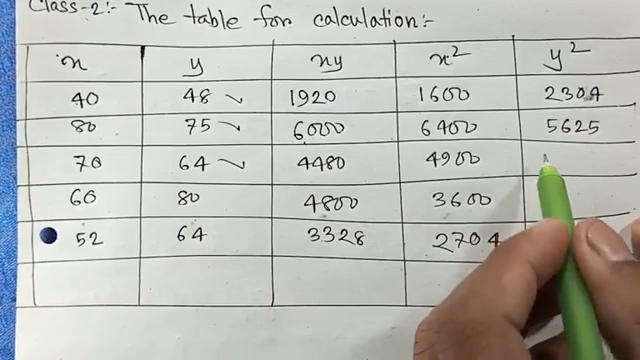 Class-2:- The table for calculation:-
x y xy x² y²
40 48 1920 1600 2304
80 75 6000 6400 5625
70 64 4480 4900
60 80 4800 3600
52 64 3328 2704